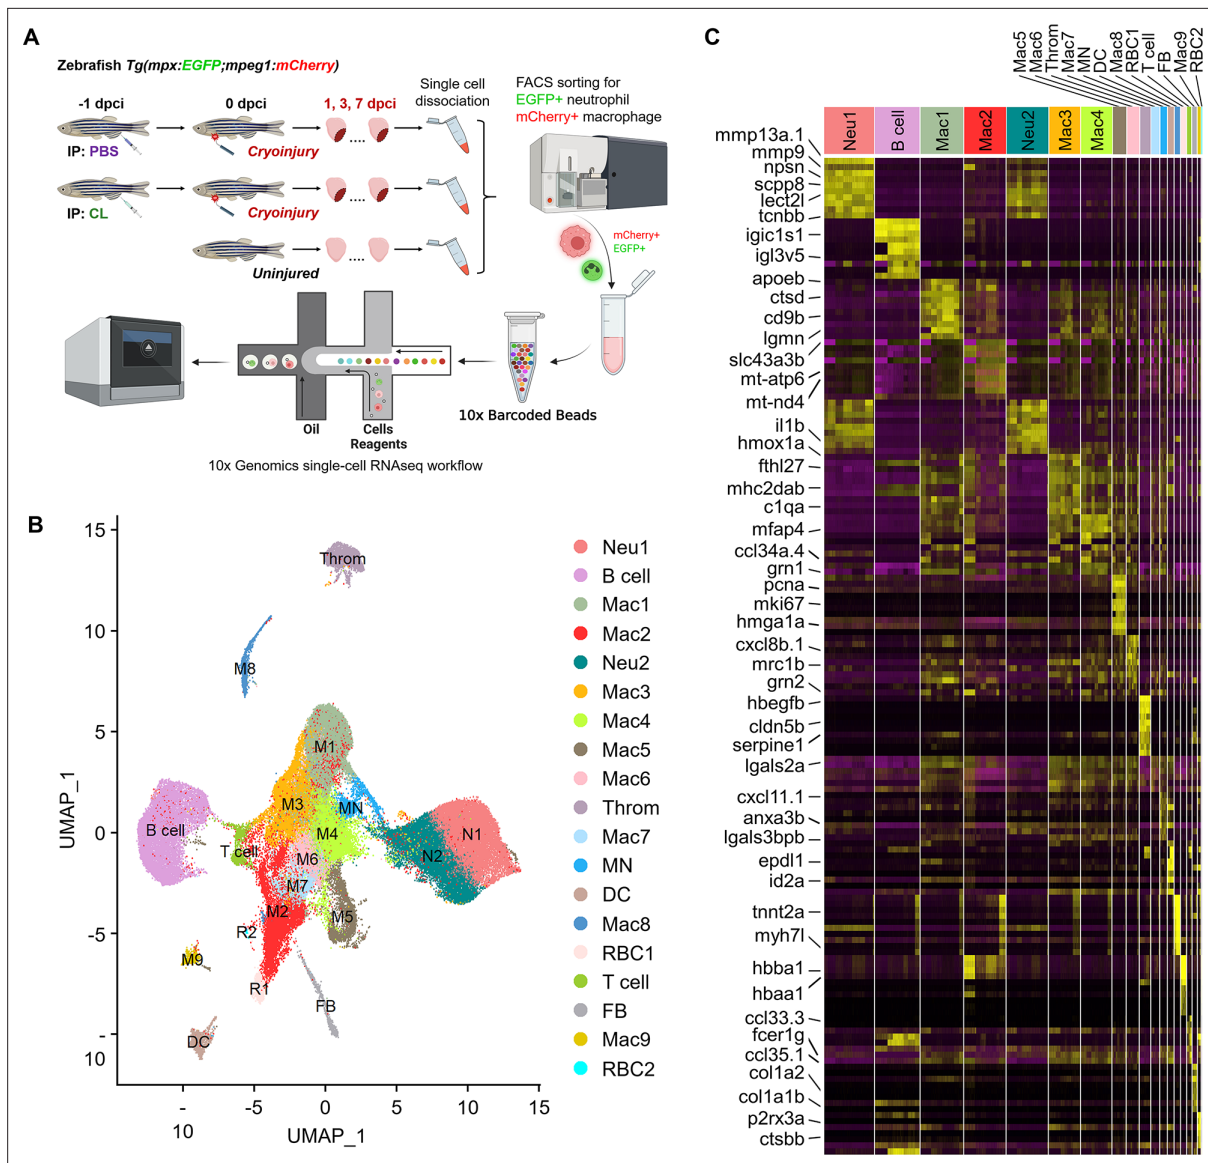 A
Zebrafish Tg(mpx:EGFP;mpeg1:mCherry)
-1 dpci
0 dpci
1, 3, 7 dpci
Single cell
dissociation
IP: PBS
Cryoinjury
....
IP: CL
Cryoinjury
....
Uninjured
....
FACS sorting for
EGFP+ neutrophil
mCherry+ macrophage
mCherry+
EGFP+
10x Barcoded Beads
Oil
Cells
Reagents
10x Genomics single-cell RNAseq workflow
B
15
10
5
0
-5
-
10
UMAP_1
-
10
-5
0
5
10
15
UMAP_1
Throm
M8
M1
M3
MN
M4
B cell
T cell
M6
M7
N1
N2
M2
M5
R2
M9
R1
FB
DC
Neu1
B cell
Mac1
Mac2
Neu2
Mac3
Mac4
Mac5
Mac6
Throm
Mac7
MN
DC
Mac8
RBC1
T cell
FB
Mac9
RBC2
C
Neu1
B cell
Mac1
Mac2
Neu2
Mac3
Mac4
Mac5
Mac6
Throm
Mac7
MN
DC
Mac8
RBC1
T cell
FB
Mac9
RBC2
mmp13a.1
mmp9
npsn
scpp8
lect2l
tcnbb
igic1s1
igl3v5
apoeb
ctsd
cd9b
lgmn
slc43a3b
mt-atp6
mt-nd4
il1b
hmox1a
fthl27
mhc2dab
c1qa
mfap4
ccl34a.4
grn1
pcna
mki67
hmga1a
cxcl8b.1
mrc1b
grn2
hbegfb
cldn5b
serpine1
lgals2a
cxcl11.1
anxa3b
lgals3bpb
epdl1
id2a
tnnt2a
myh7l
hbba1
hbaa1
ccl33.3
fcer1g
ccl35.1
col1a2
col1a1b
p2rx3a
ctsbb